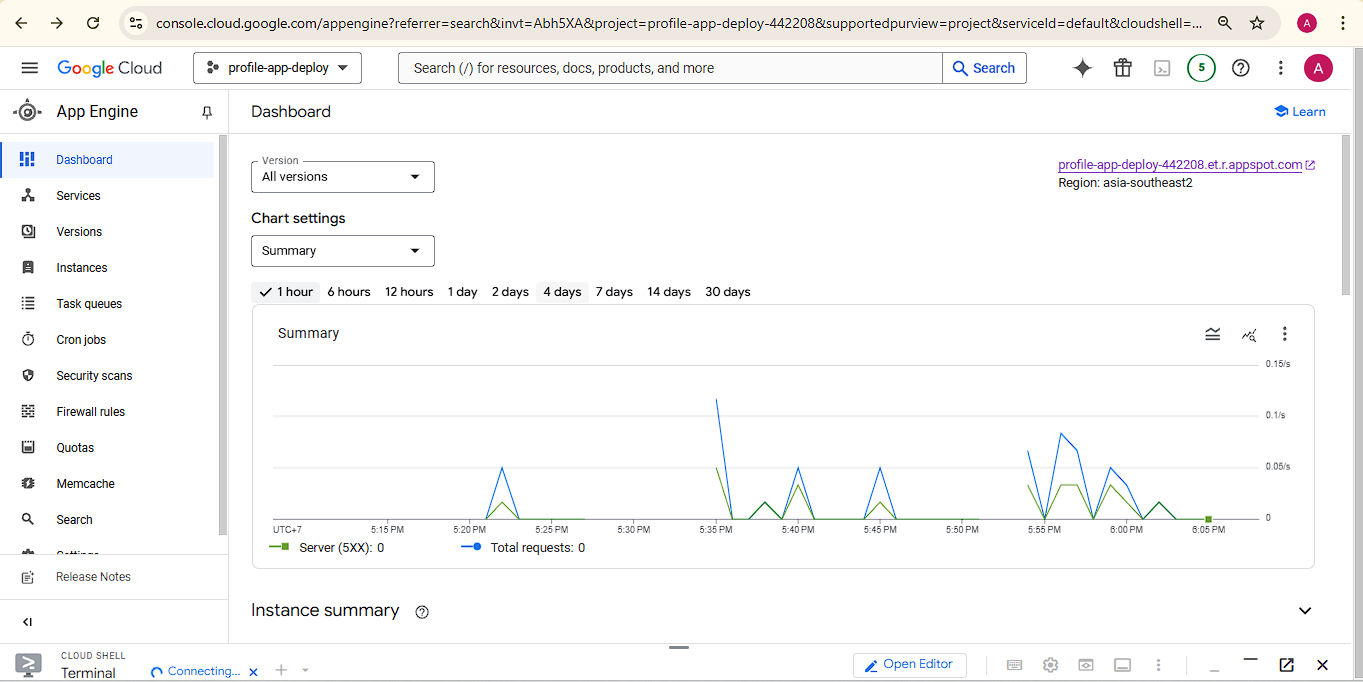 console.cloud.google.com/appengine?referrer=search&invt=Abh5XA&project=profile-app-deploy-442208&supportedpurview=project&serviceId=default&cloudshell=...
A
Google Cloud
profile-app-deploy
Search (/) for resources, docs, products, and more
Search
5
A
App Engine
Dashboard
Learn
Dashboard
Services
Versions
Instances
Task queues
Cron jobs
Security scans
Firewall rules
Quotas
Memcache
Search
Settings
Release Notes
Version
All versions
profile-app-deploy-442208.et.r.appspot.com
Region: asia-southeast2
Chart settings
Summary
1 hour 6 hours 12 hours 1 day 2 days 4 days 7 days 14 days 30 days
Summary
0.15/s
0.1/s
0.05/s
0
UTC+7 5:15 PM 5:20 PM 5:25 PM 5:30 PM 5:35 PM 5:40 PM 5:45 PM 5:50 PM 5:55 PM 6:00 PM 6:05 PM
Server (5XX): 0 Total requests: 0
Instance summary
CLOUD SHELL
Terminal
Connecting...
Open Editor